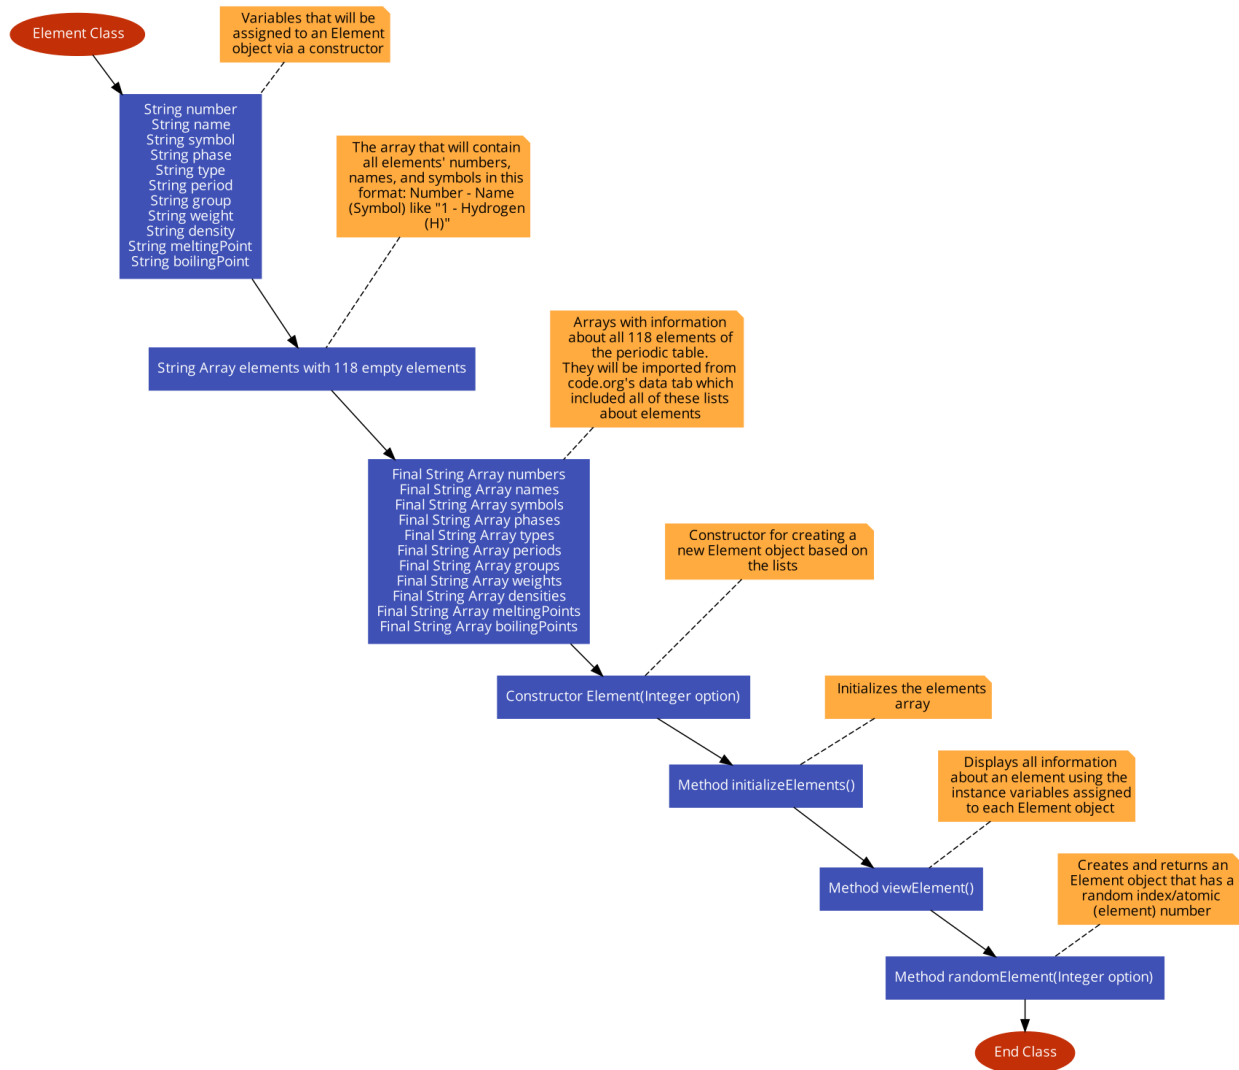 Element Class
Variables that will be
assigned to an Element
object via a constructor
String number
String name
String symbol
String phase
String type
String period
String group
String weight
String density
String meltingPoint
String boilingPoint
The array that will contain
all elements' numbers,
names, and symbols in this
format: Number - Name
(Symbol) like "1 - Hydrogen
(H)"
String Array elements with 118 empty elements
Arrays with information
about all 118 elements of
the periodic table.
They will be imported from
code.org's data tab which
included all of these lists
about elements
Final String Array numbers
Final String Array names
Final String Array symbols
Final String Array phases
Final String Array types
Final String Array periods
Final String Array groups
Final String Array weights
Final String Array densities
Final String Array meltingPoints
Final String Array boilingPoints
Constructor for creating a
new Element object based on
the lists
Constructor Element(Integer option)
Initializes the elements
array
Method initializeElements()
Displays all information
about an element using the
instance variables assigned
to each Element object
Method viewElement()
Creates and returns an
Element object that has a
random index/atomic
(element) number
Method randomElement(Integer option)
End Class